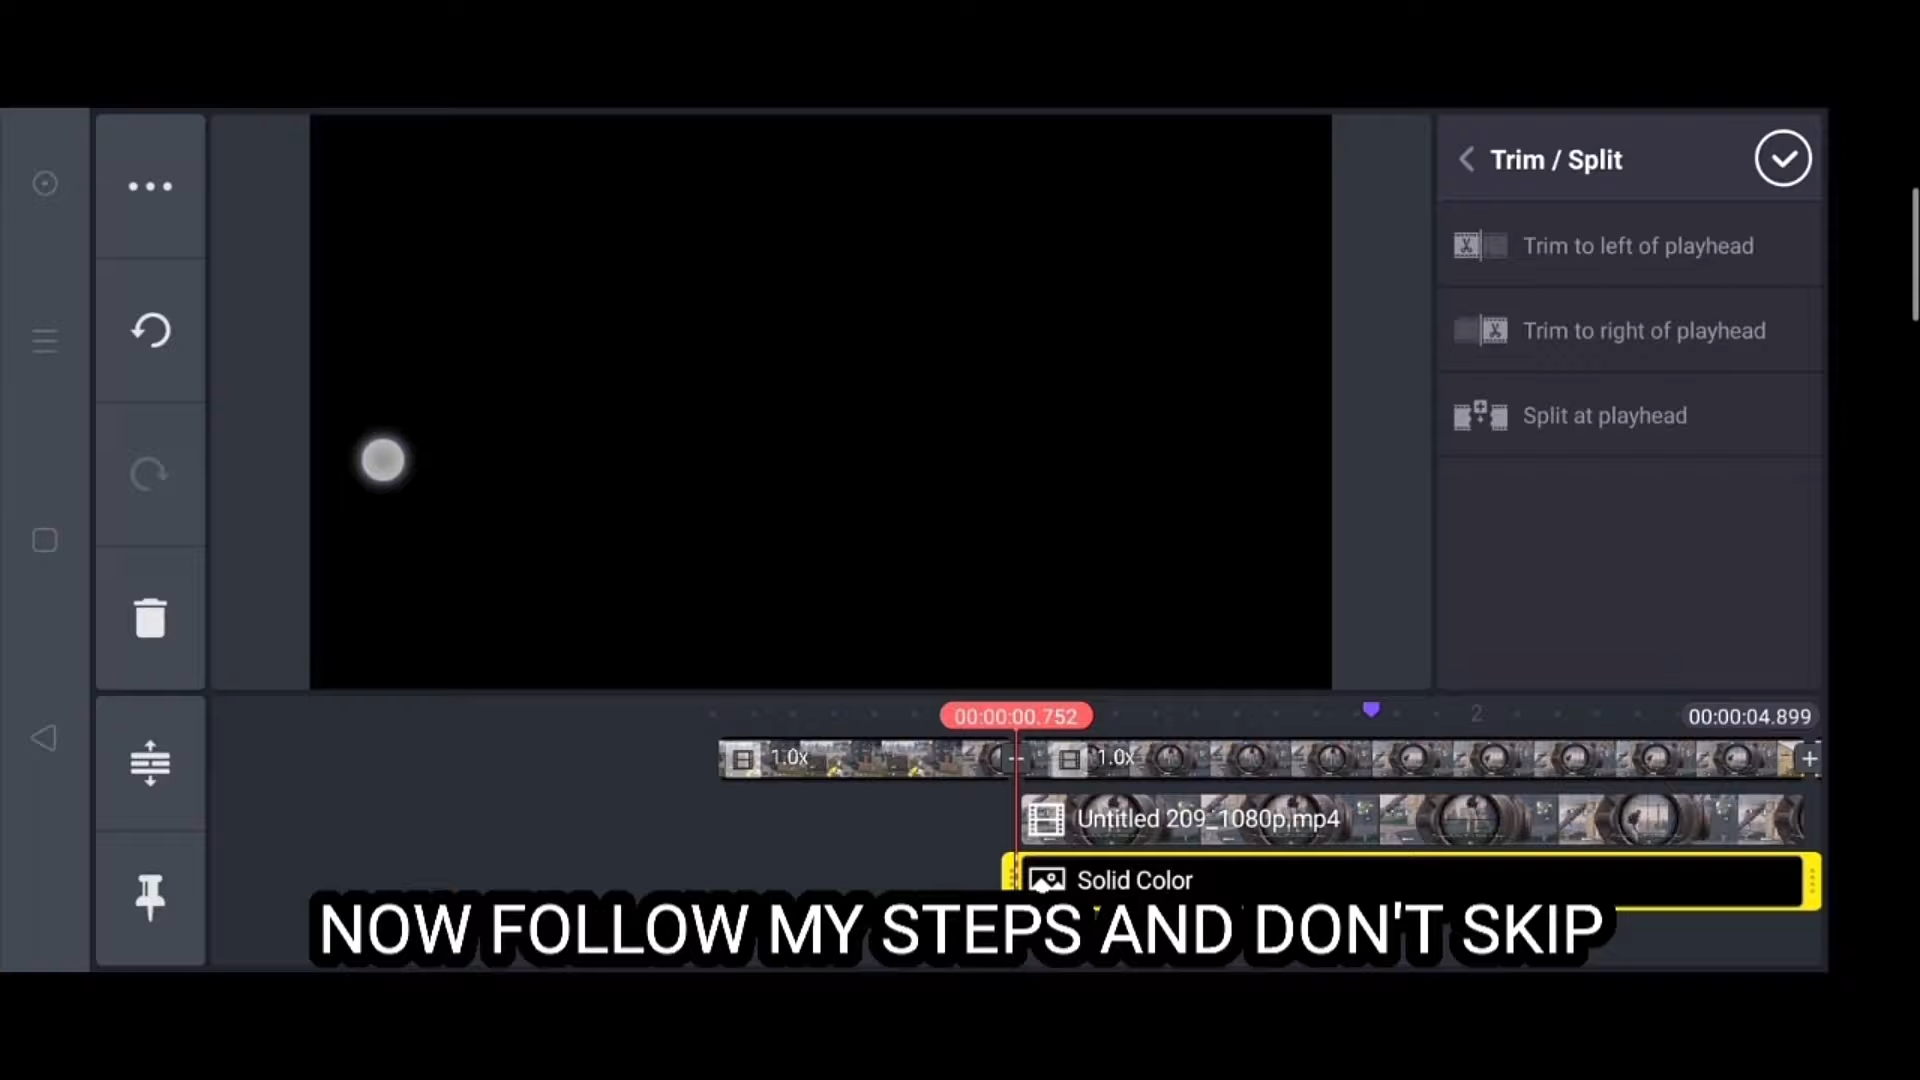 Trim / Split
Trim to left of playhead
Trim to right of playhead
Split at playhead
00:00:00.752
2
00:00:04.899
1.0x
1.0x
Untitled 209_1080p.mp4
Solid Color
NOW FOLLOW MY STEPS AND DON'T SKIP